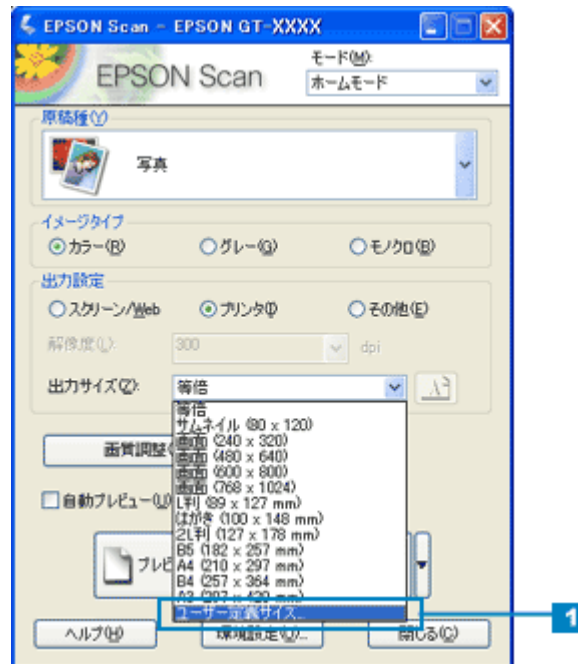 EPSON Scan - EPSON GT-XXXX
EPSON Scan
モード(M):
ホームモード
原稿種(Y)
写真
イメージタイプ
カラー(R) グレー(G) モノクロ(B)
出力設定
スクリーン/Web プリンタ(I) その他(E)
解像度(L): 300 dpi
出力サイズ(Z): 等倍
等倍
サムネイル (80 x 120)
画面 (240 x 320)
画面 (480 x 640)
画面 (600 x 800)
画面 (768 x 1024)
L判 (89 x 127 mm)
はがき (100 x 148 mm)
2L判 (127 x 178 mm)
B5 (182 x 257 mm)
A4 (210 x 297 mm)
B4 (257 x 364 mm)
A3 (297 x 420 mm)
ユーザー定義サイズ...
1
画質調整
自動プレビュー(U)
プレビ
ヘルプ(H) 環境設定(O)... 閉じる(C)